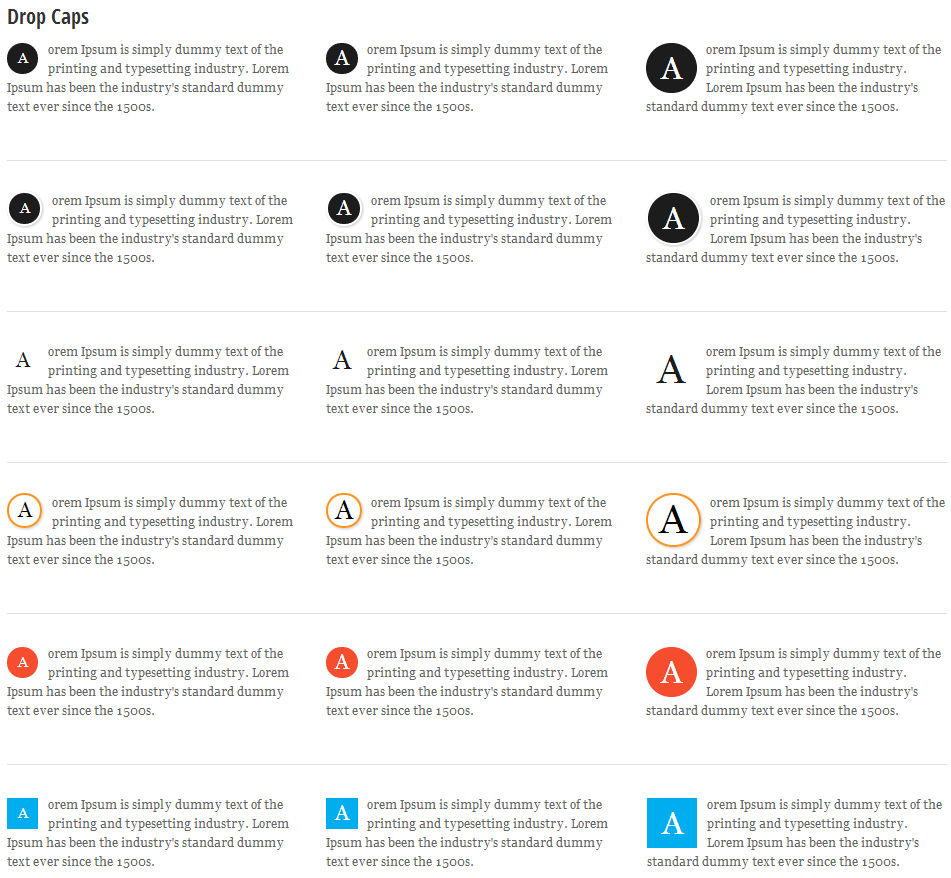 Drop Caps
A orem Ipsum is simply dummy text of the
printing and typesetting industry. Lorem
Ipsum has been the industry's standard dummy
text ever since the 1500s.
A orem Ipsum is simply dummy text of the
printing and typesetting industry. Lorem
Ipsum has been the industry's standard dummy
text ever since the 1500s.
A orem Ipsum is simply dummy text of the
printing and typesetting industry.
Lorem Ipsum has been the industry's
standard dummy text ever since the 1500s.
A orem Ipsum is simply dummy text of the
printing and typesetting industry. Lorem
Ipsum has been the industry's standard dummy
text ever since the 1500s.
A orem Ipsum is simply dummy text of the
printing and typesetting industry. Lorem
Ipsum has been the industry's standard dummy
text ever since the 1500s.
A orem Ipsum is simply dummy text of the
printing and typesetting industry.
Lorem Ipsum has been the industry's
standard dummy text ever since the 1500s.
A orem Ipsum is simply dummy text of the
printing and typesetting industry. Lorem
Ipsum has been the industry's standard dummy
text ever since the 1500s.
A orem Ipsum is simply dummy text of the
printing and typesetting industry. Lorem
Ipsum has been the industry's standard dummy
text ever since the 1500s.
A orem Ipsum is simply dummy text of the
printing and typesetting industry.
Lorem Ipsum has been the industry's
standard dummy text ever since the 1500s.
A orem Ipsum is simply dummy text of the
printing and typesetting industry. Lorem
Ipsum has been the industry's standard dummy
text ever since the 1500s.
A orem Ipsum is simply dummy text of the
printing and typesetting industry. Lorem
Ipsum has been the industry's standard dummy
text ever since the 1500s.
A orem Ipsum is simply dummy text of the
printing and typesetting industry.
Lorem Ipsum has been the industry's
standard dummy text ever since the 1500s.
A orem Ipsum is simply dummy text of the
printing and typesetting industry. Lorem
Ipsum has been the industry's standard dummy
text ever since the 1500s.
A orem Ipsum is simply dummy text of the
printing and typesetting industry. Lorem
Ipsum has been the industry's standard dummy
text ever since the 1500s.
A orem Ipsum is simply dummy text of the
printing and typesetting industry.
Lorem Ipsum has been the industry's
standard dummy text ever since the 1500s.
A orem Ipsum is simply dummy text of the
printing and typesetting industry. Lorem
Ipsum has been the industry's standard dummy
text ever since the 1500s.
A orem Ipsum is simply dummy text of the
printing and typesetting industry. Lorem
Ipsum has been the industry's standard dummy
text ever since the 1500s.
A orem Ipsum is simply dummy text of the
printing and typesetting industry.
Lorem Ipsum has been the industry's
standard dummy text ever since the 1500s.